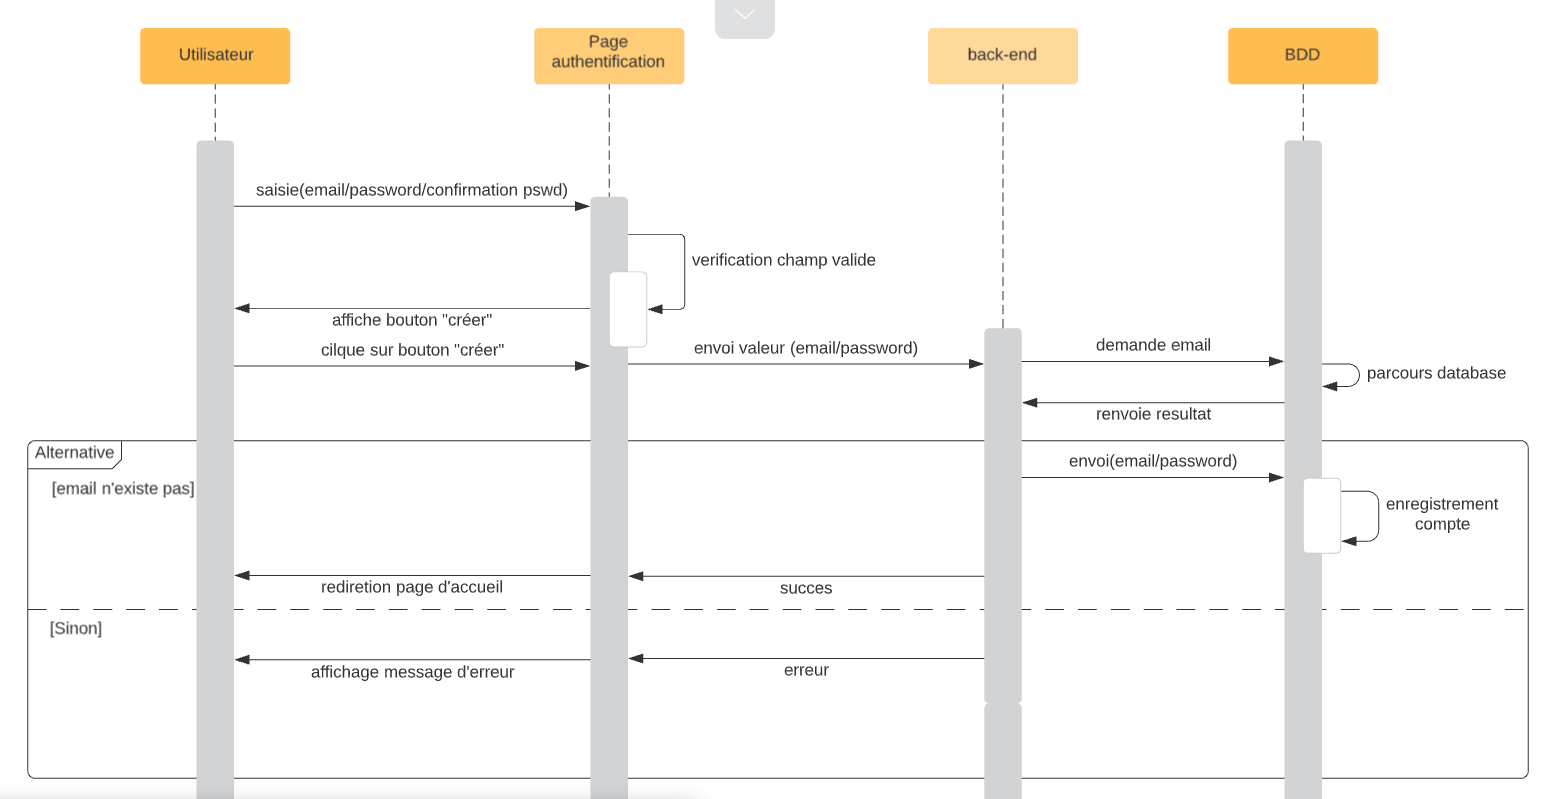 Utilisateur
Page
authentification
back-end
BDD
saisie(email/password/confirmation pswd)
verification champ valide
affiche bouton "créer"
cilque sur bouton "créer"
envoi valeur (email/password)
demande email
parcours database
renvoie resultat
Alternative
[email n'existe pas]
envoi(email/password)
enregistrement
compte
rediretion page d'accueil
succes
[Sinon]
affichage message d'erreur
erreur